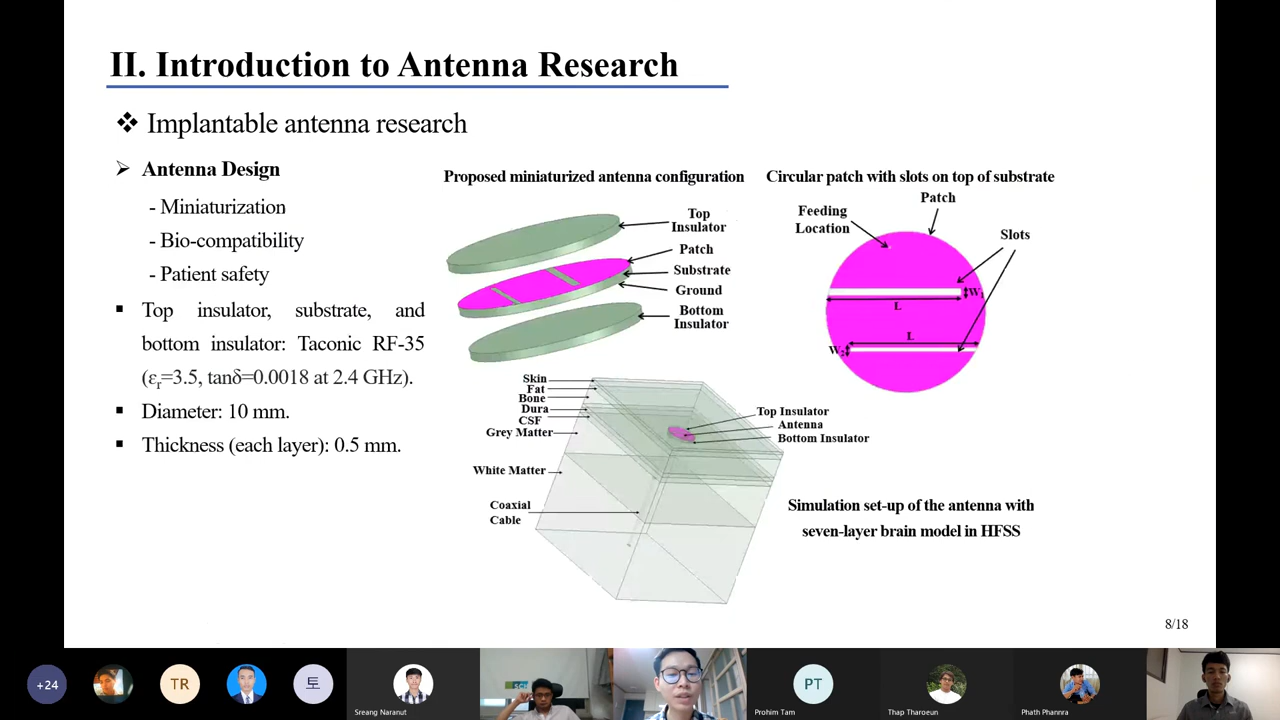 II. Introduction to Antenna Research
❖ Implantable antenna research
➢ Antenna Design
- Miniaturization
- Bio-compatibility
- Patient safety
▪ Top insulator, substrate, and
bottom insulator: Taconic RF-35
(εr=3.5, tanδ=0.0018 at 2.4 GHz).
▪ Diameter: 10 mm.
▪ Thickness (each layer): 0.5 mm.
Proposed miniaturized antenna configuration
Top
Insulator
Patch
Substrate
Ground
Bottom
Insulator
Circular patch with slots on top of substrate
Patch
Feeding
Location
Slots
W1
L
L
W2
Skin
Fat
Bone
Dura
CSF
Grey Matter
White Matter
Coaxial
Cable
Top Insulator
Antenna
Bottom Insulator
Simulation set-up of the antenna with
seven-layer brain model in HFSS
8/18
+24
TR
토
Sreang Naranut
PT
Prohim Tam
Thap Tharoeun
Phath Phannra